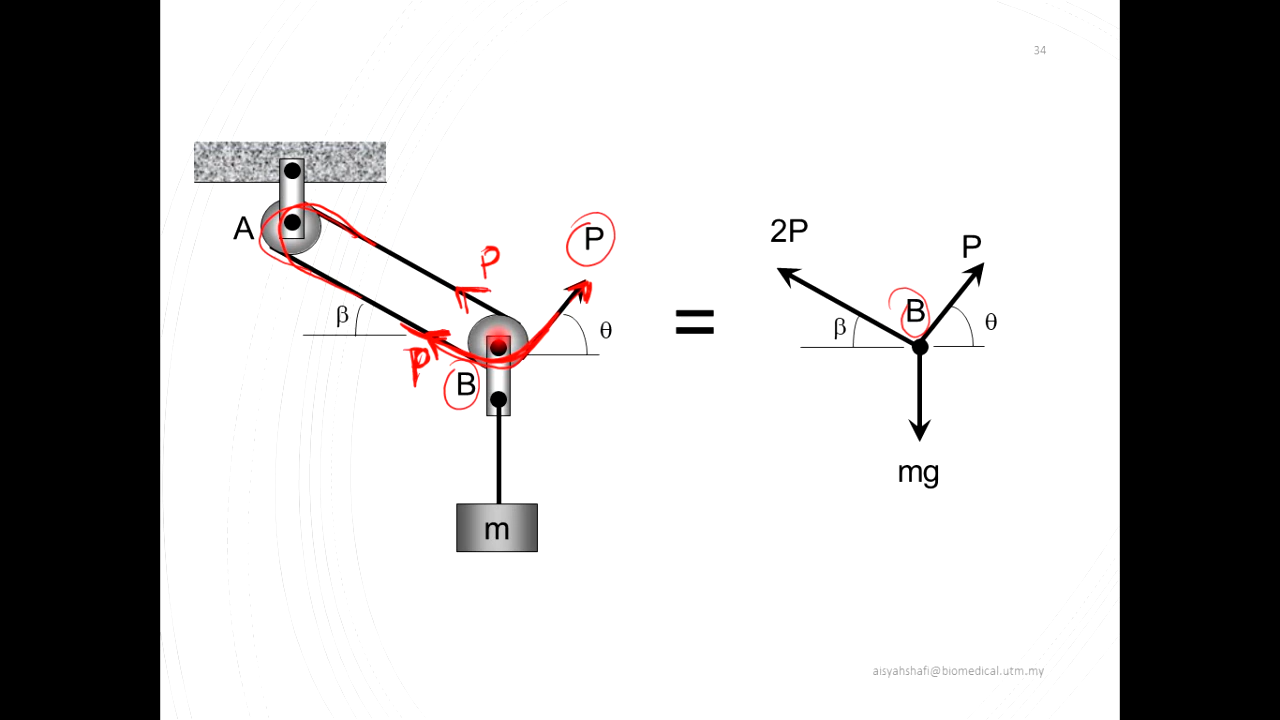 34
A
P
P
2P
P
=
β
θ
B
β
θ
P
B
mg
m
aisyahshafi@biomedical.utm.my